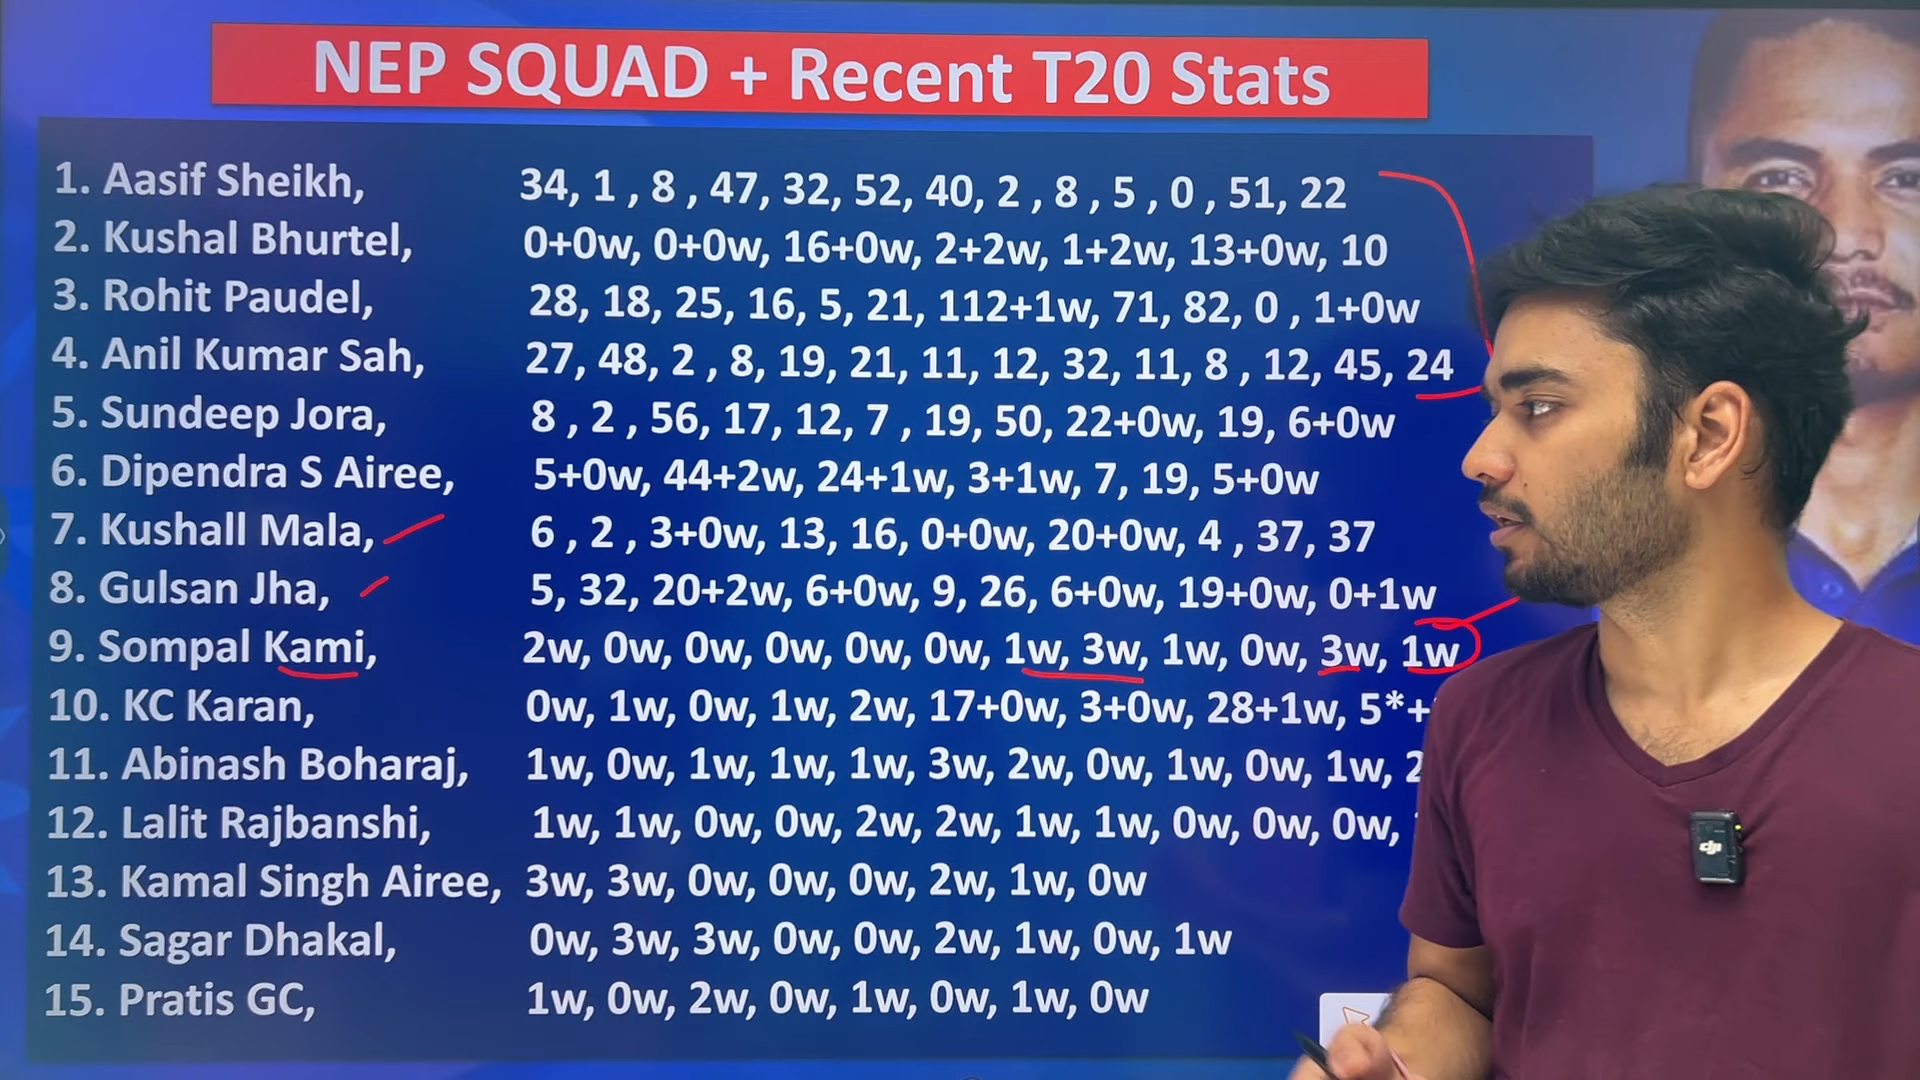 NEP SQUAD + Recent T20 Stats
1. Aasif Sheikh, 34, 1 , 8 , 47, 32, 52, 40, 2 , 8 , 5 , 0 , 51, 22
2. Kushal Bhurtel, 0+0w, 0+0w, 16+0w, 2+2w, 1+2w, 13+0w, 10
3. Rohit Paudel, 28, 18, 25, 16, 5, 21, 112+1w, 71, 82, 0 , 1+0w
4. Anil Kumar Sah, 27, 48, 2 , 8, 19, 21, 11, 12, 32, 11, 8 , 12, 45, 24
5. Sundeep Jora, 8 , 2 , 56, 17, 12, 7 , 19, 50, 22+0w, 19, 6+0w
6. Dipendra S Airee, 5+0w, 44+2w, 24+1w, 3+1w, 7, 19, 5+0w
7. Kushall Mala, 6 , 2 , 3+0w, 13, 16, 0+0w, 20+0w, 4 , 37, 37
8. Gulsan Jha, 5, 32, 20+2w, 6+0w, 9, 26, 6+0w, 19+0w, 0+1w
9. Sompal Kami, 2w, 0w, 0w, 0w, 0w, 0w, 1w, 3w, 1w, 0w, 3w, 1w
10. KC Karan, 0w, 1w, 0w, 1w, 2w, 17+0w, 3+0w, 28+1w, 5*+
11. Abinash Boharaj, 1w, 0w, 1w, 1w, 1w, 3w, 2w, 0w, 1w, 0w, 1w,
12. Lalit Rajbanshi, 1w, 1w, 0w, 0w, 2w, 2w, 1w, 1w, 0w, 0w, 0w,
13. Kamal Singh Airee, 3w, 3w, 0w, 0w, 0w, 2w, 1w, 0w
14. Sagar Dhakal, 0w, 3w, 3w, 0w, 0w, 2w, 1w, 0w, 1w
15. Pratis GC, 1w, 0w, 2w, 0w, 1w, 0w, 1w, 0w
dji